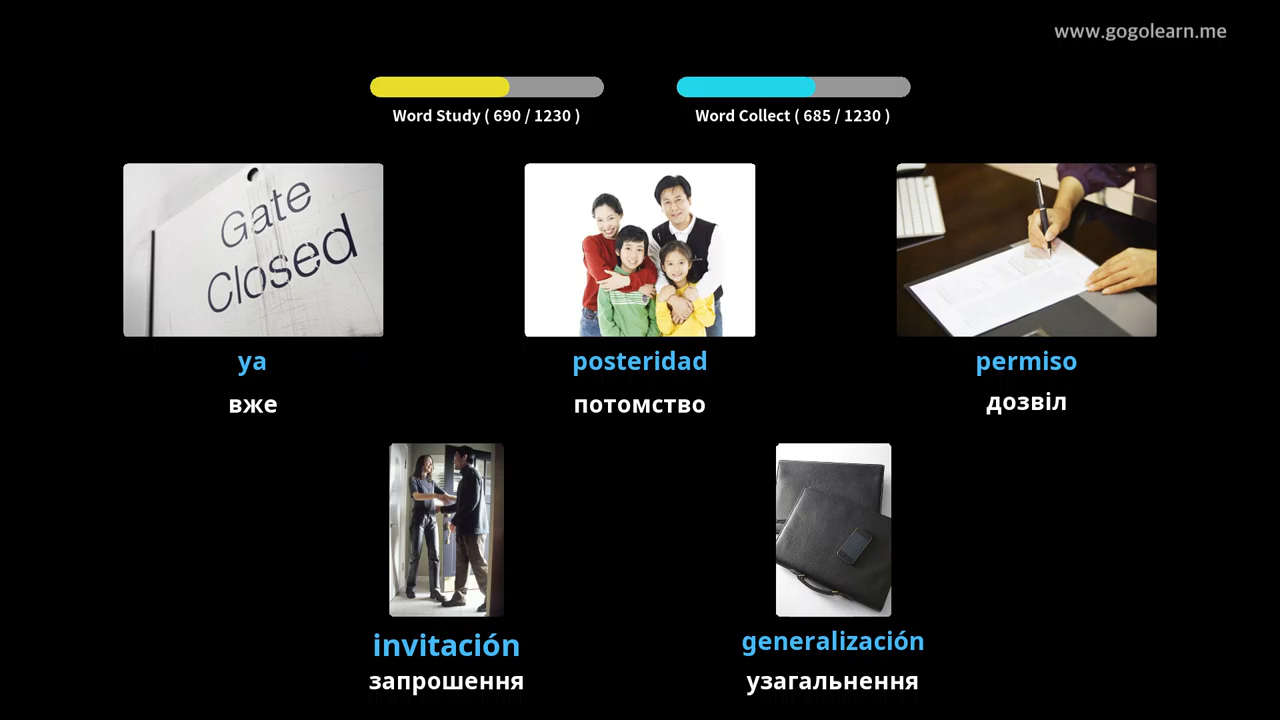 www.gogolearn.me
Word Study ( 690 / 1230 )
Word Collect ( 685 / 1230 )
Gate
Closed
ya
posteridad
permiso
вже
потомство
дозвіл
invitación
generalización
запрошення
узагальнення